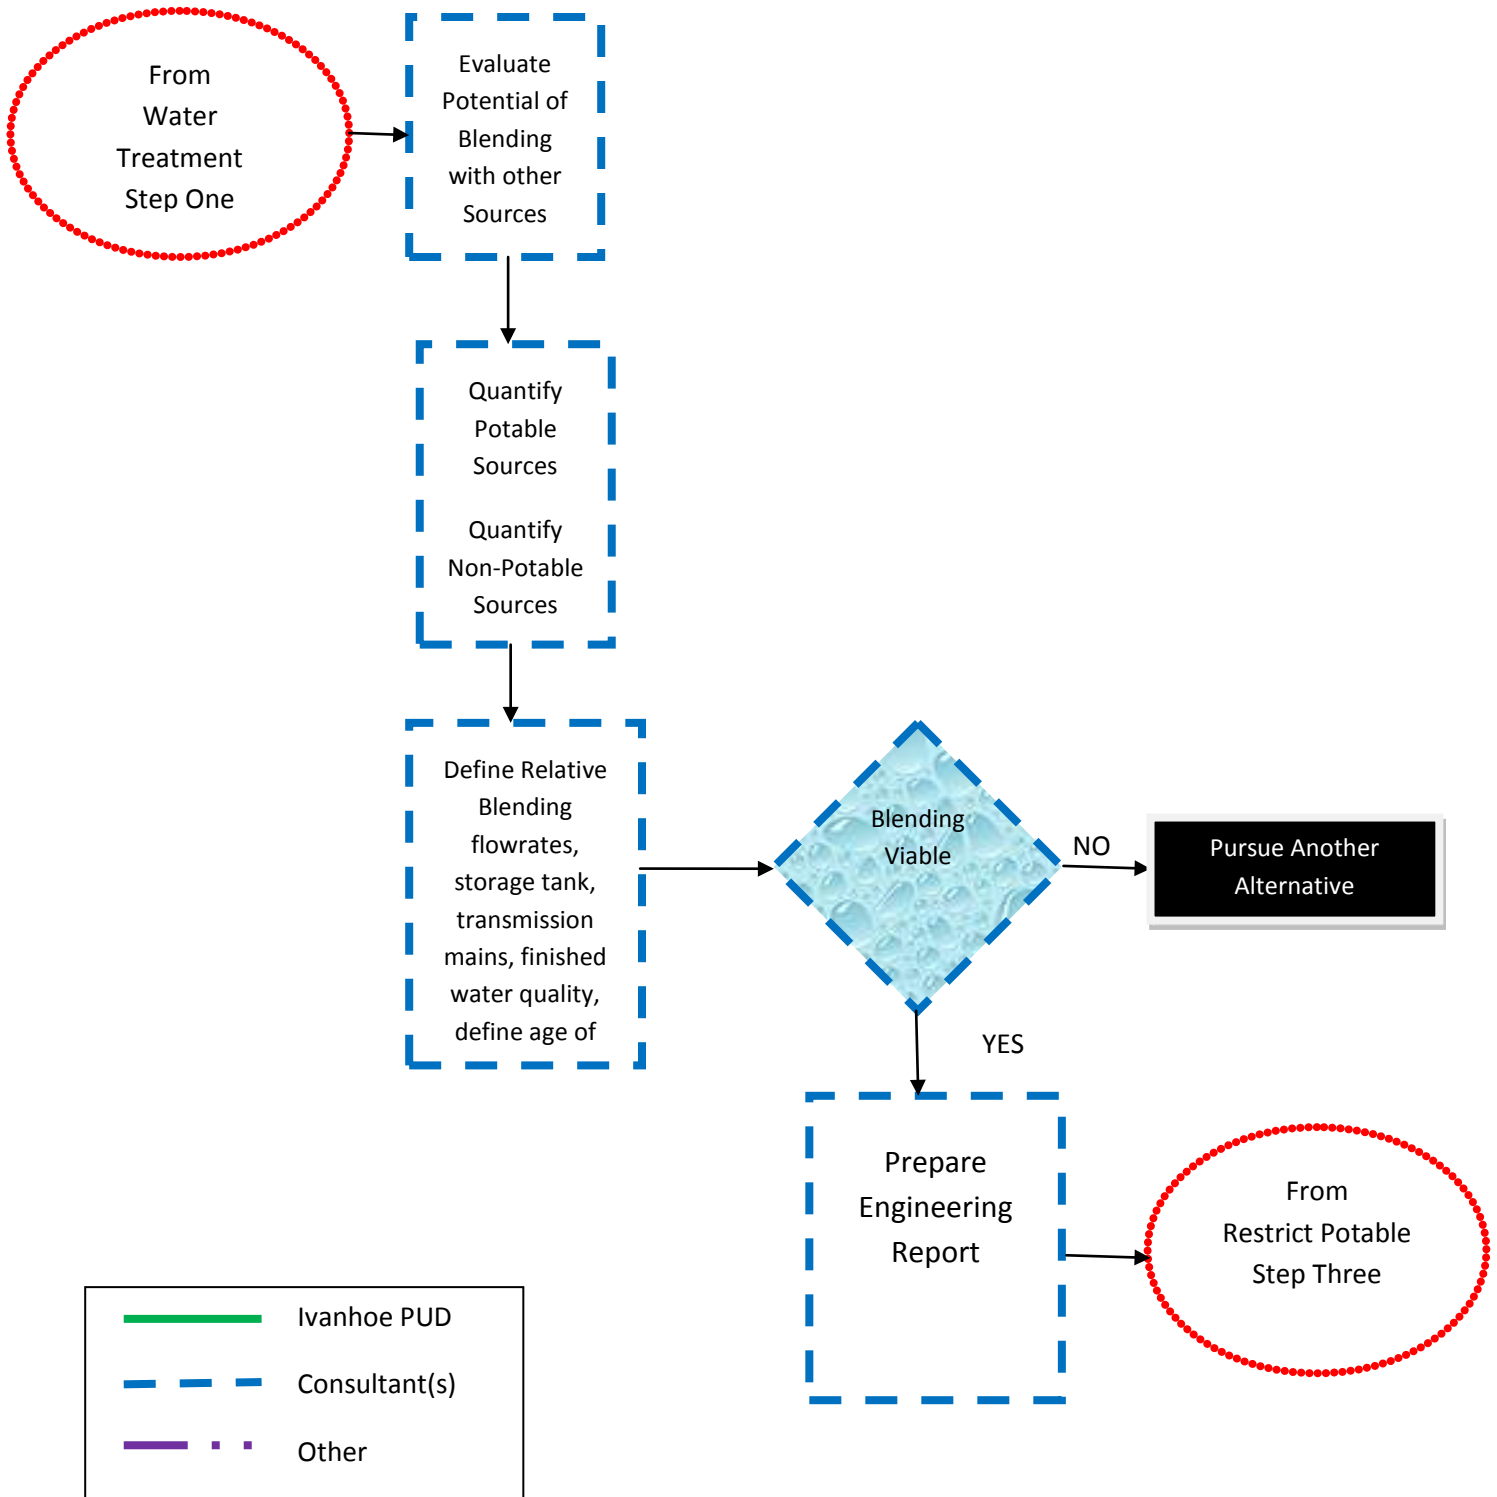 From
Water
Treatment
Step One
Evaluate
Potential of
Blending
with other
Sources
Quantify
Potable
Sources
Quantify
Non-Potable
Sources
Define Relative
Blending
flowrates,
storage tank,
transmission
mains, finished
water quality,
define age of
Blending
Viable
NO
Pursue Another
Alternative
YES
Prepare
Engineering
Report
From
Restrict Potable
Step Three
Ivanhoe PUD
Consultant(s)
Other